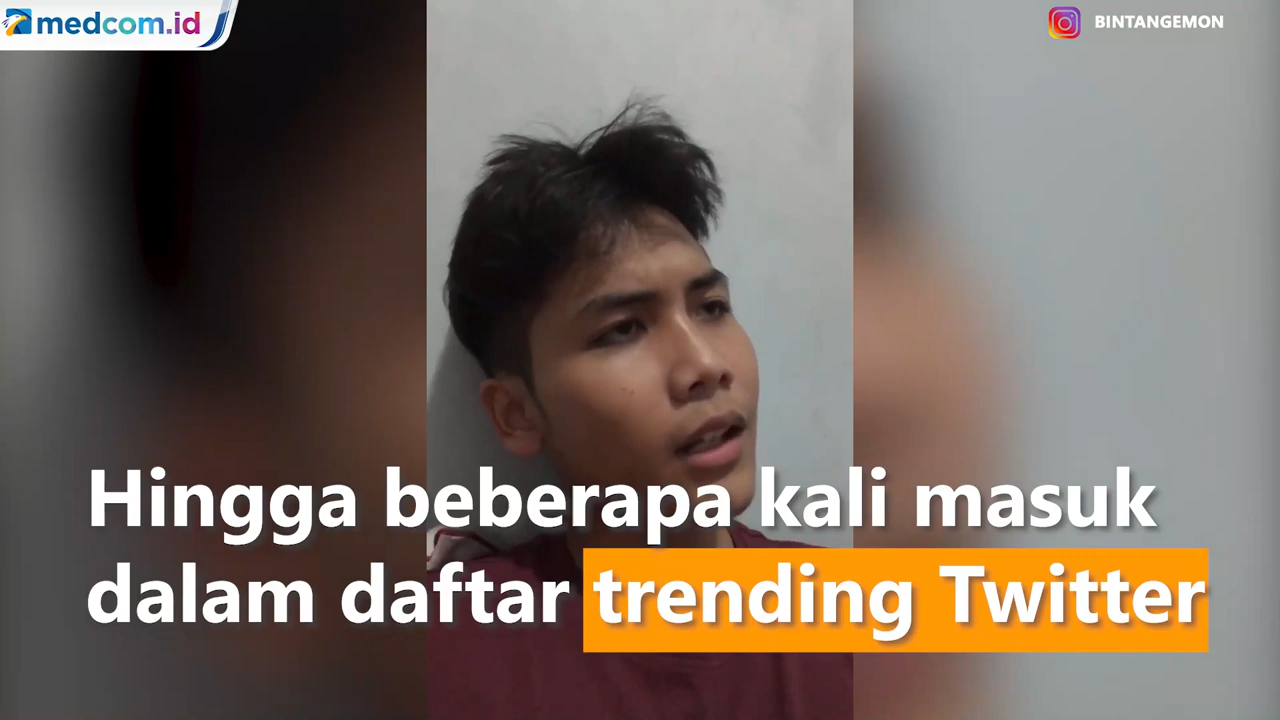 medcom.id
BINTANGEMON
Hingga beberapa kali masuk
dalam daftar trending Twitter